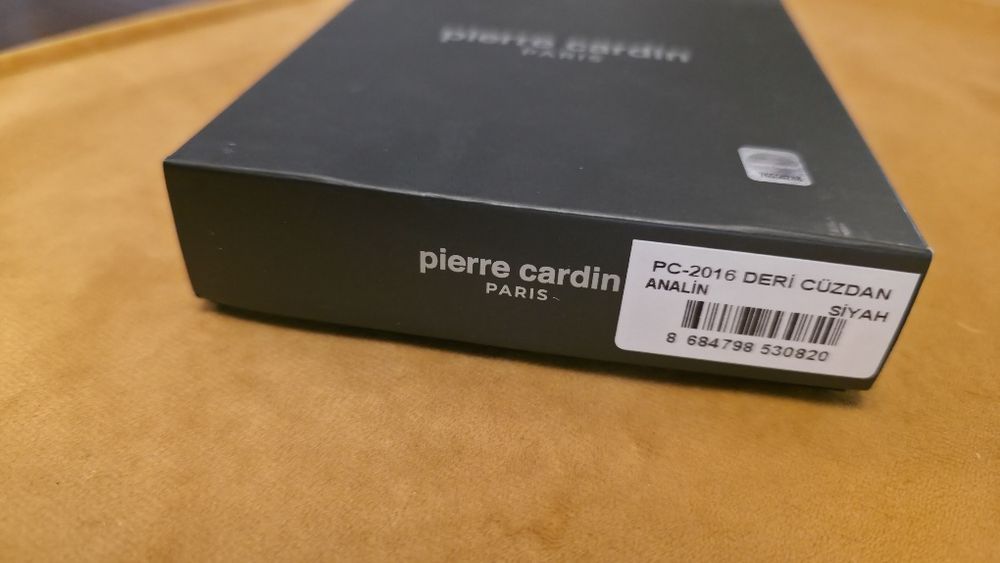 pierre cardin
PARIS
pierre cardin
PARIS
PC-2016 DERİ CÜZDAN
ANALİN
SİYAH
8 684798 530820